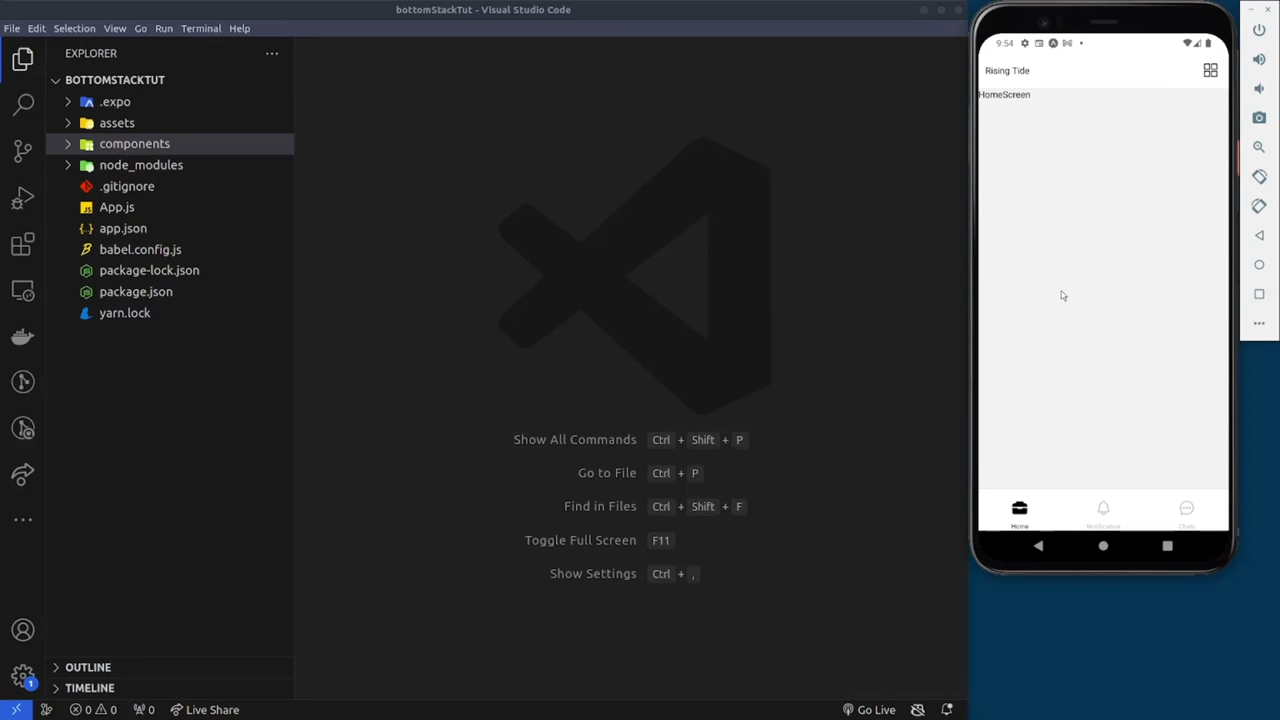 bottomStackTut - Visual Studio Code
File Edit Selection View Go Run Terminal Help
EXPLORER
BOTTOMSTACKTUT
.expo
assets
components
node_modules
.gitignore
App.js
app.json
babel.config.js
package-lock.json
package.json
yarn.lock
Show All Commands Ctrl + Shift + P
Go to File Ctrl + P
Find in Files Ctrl + Shift + F
Toggle Full Screen F11
Show Settings Ctrl + ,
OUTLINE
TIMELINE
1
0 0 0 Live Share Go Live
9:54
Rising Tide
HomeScreen
Home Notification Chats